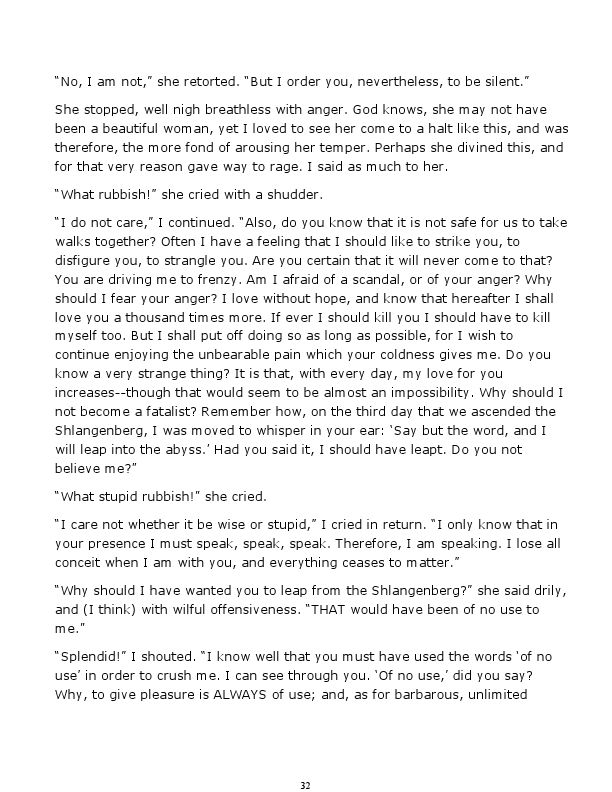 “No, I am not,” she retorted. “But I order you, nevertheless, to be silent.”
She stopped, well nigh breathless with anger. God knows, she may not have
been a beautiful woman, yet I loved to see her come to a halt like this, and was
therefore, the more fond of arousing her temper. Perhaps she divined this, and
for that very reason gave way to rage. I said as much to her.
“What rubbish!” she cried with a shudder.
“I do not care,” I continued. “Also, do you know that it is not safe for us to take
walks together? Often I have a feeling that I should like to strike you, to
disfigure you, to strangle you. Are you certain that it will never come to that?
You are driving me to frenzy. Am I afraid of a scandal, or of your anger? Why
should I fear your anger? I love without hope, and know that hereafter I shall
love you a thousand times more. If ever I should kill you I should have to kill
myself too. But I shall put off doing so as long as possible, for I wish to
continue enjoying the unbearable pain which your coldness gives me. Do you
know a very strange thing? It is that, with every day, my love for you
increases--though that would seem to be almost an impossibility. Why should I
not become a fatalist? Remember how, on the third day that we ascended the
Shlangenberg, I was moved to whisper in your ear: ‘Say but the word, and I
will leap into the abyss.’ Had you said it, I should have leapt. Do you not
believe me?”
“What stupid rubbish!” she cried.
“I care not whether it be wise or stupid,” I cried in return. “I only know that in
your presence I must speak, speak, speak. Therefore, I am speaking. I lose all
conceit when I am with you, and everything ceases to matter.”
“Why should I have wanted you to leap from the Shlangenberg?” she said drily,
and (I think) with wilful offensiveness. “THAT would have been of no use to
me.”
“Splendid!” I shouted. “I know well that you must have used the words ‘of no
use’ in order to crush me. I can see through you. ‘Of no use,’ did you say?
Why, to give pleasure is ALWAYS of use; and, as for barbarous, unlimited
32